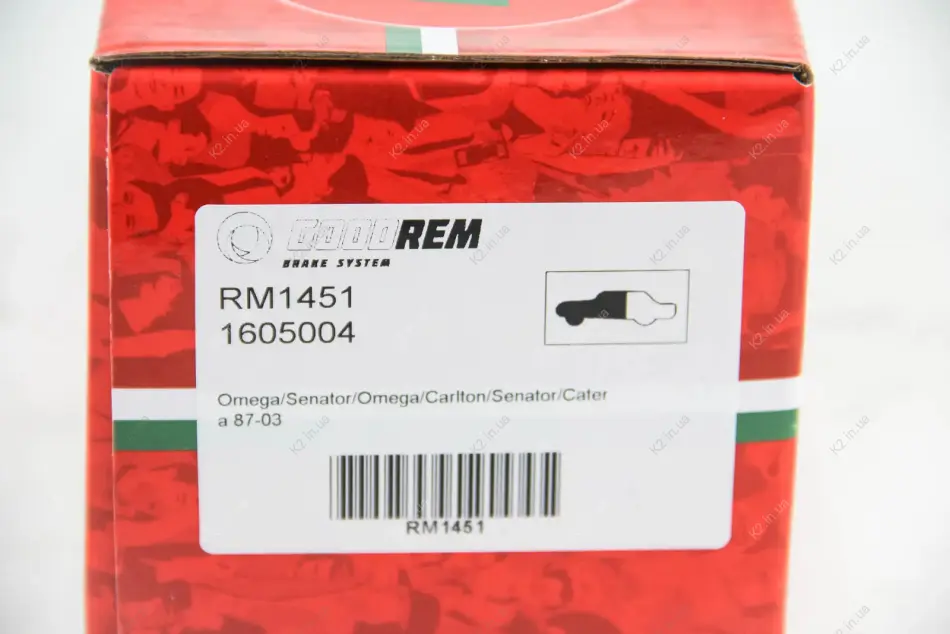 GOODREM
BRAKE SYSTEM
RM1451
1605004
Omega/Senator/Omega/Carlton/Senator/Cater
a 87-03
RM1451
K2.in.ua